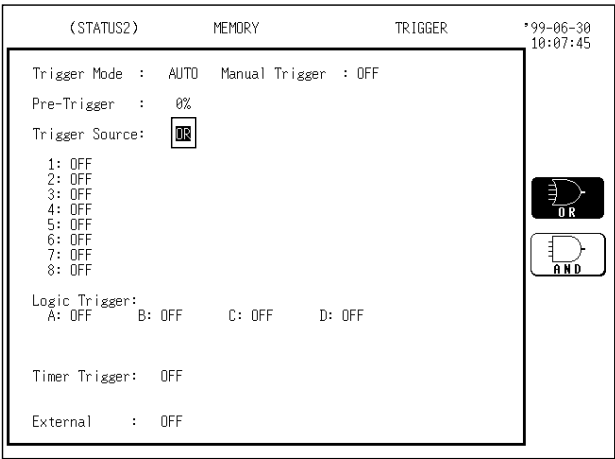 (STATUS2) MEMORY TRIGGER '99-06-30
10:07:45
Trigger Mode : AUTO Manual Trigger : OFF
Pre-Trigger : 0%
Trigger Source: OR
1: OFF
2: OFF
3: OFF
4: OFF
5: OFF
6: OFF
7: OFF
8: OFF
OR
AND
Logic Trigger:
A: OFF B: OFF C: OFF D: OFF
Timer Trigger: OFF
External : OFF